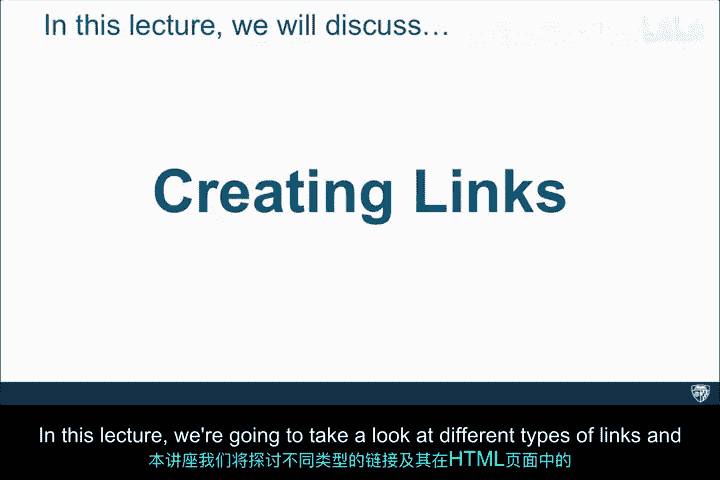 In this lecture, we will discuss…
Creating Links
In this lecture, we're going to take a look at different types of links and
本讲座我们将探讨不同类型的链接及其在HTML页面中的